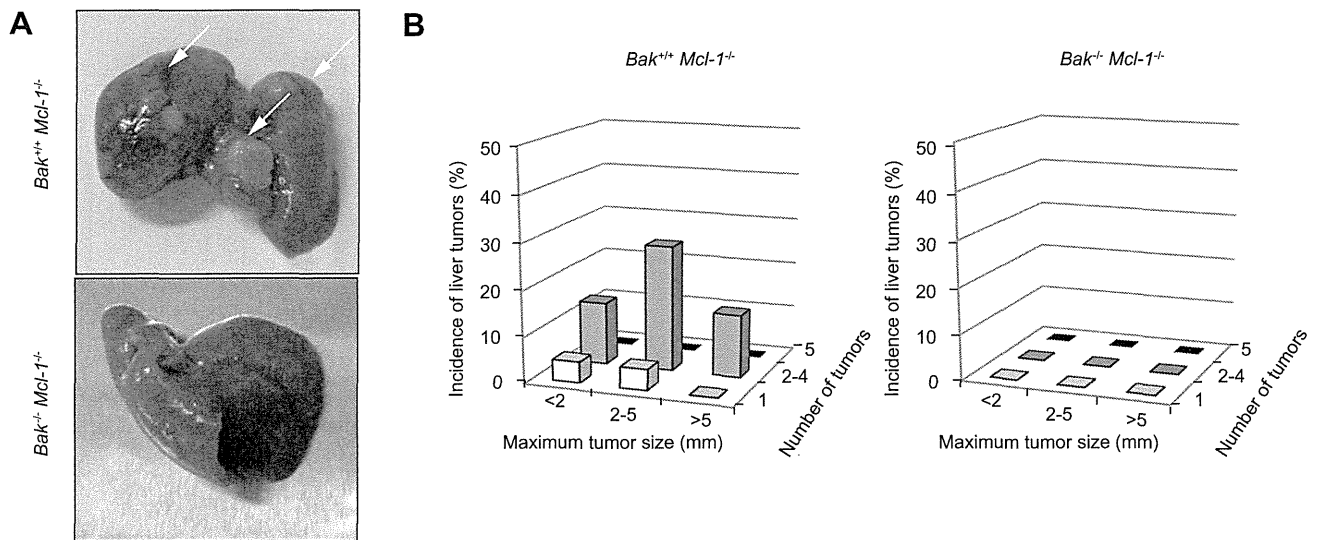 A
Bak+/+ Mcl-1-/-
Bak-/- Mcl-1-/-
B
Bak+/+ Mcl-1-/-
Incidence of liver tumors (%)
50
40
30
20
10
0
<2
2-5
>5
Maximum tumor size (mm)
5
2-4
1
Number of tumors
Bak-/- Mcl-1-/-
Incidence of liver tumors (%)
50
40
30
20
10
0
<2
2-5
>5
Maximum tumor size (mm)
5
2-4
1
Number of tumors